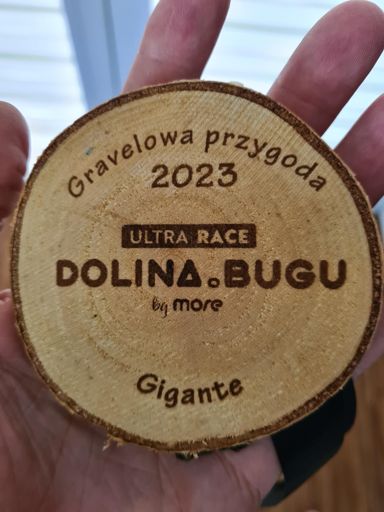 Gravelowa przygoda
2023
ULTRA RACE
DOLINA.BUGU
by more
Gigante